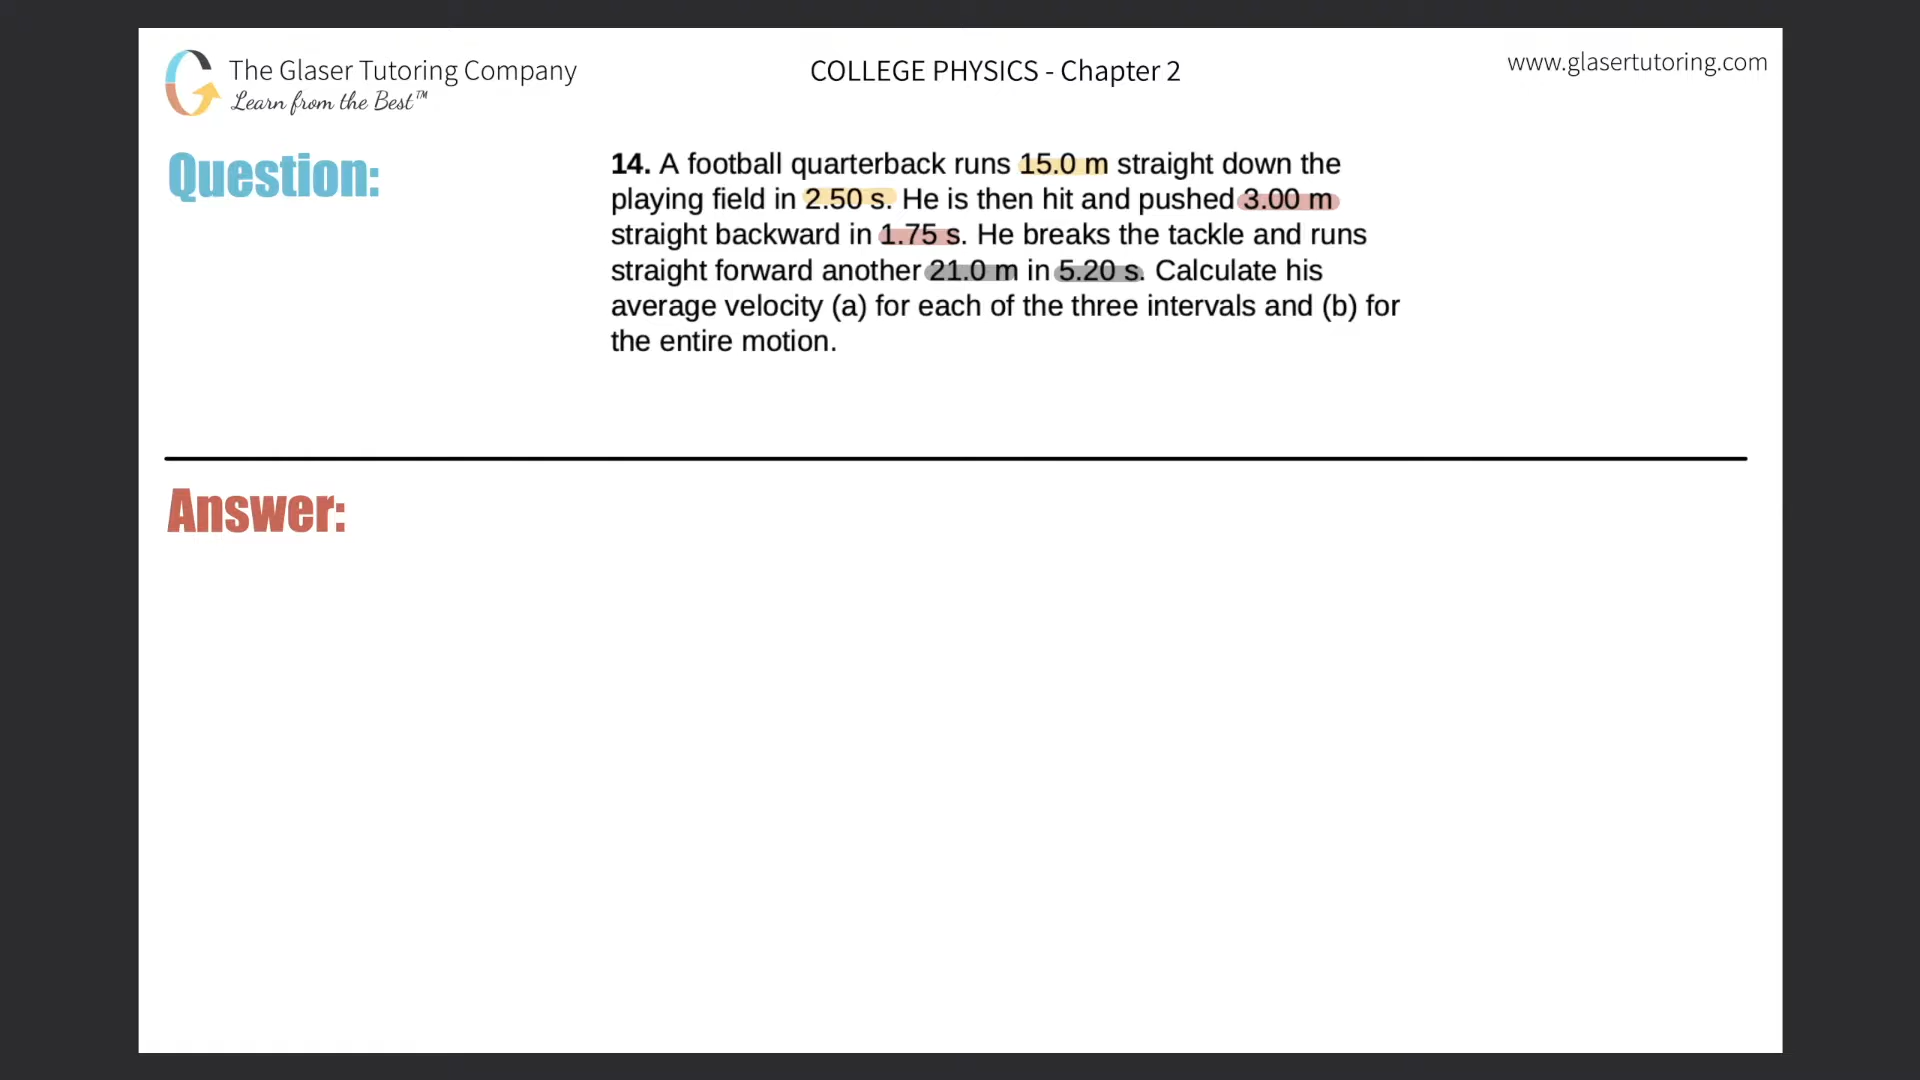 The Glaser Tutoring Company
Learn from the Best™
COLLEGE PHYSICS - Chapter 2
www.glasertutoring.com
Question:
14. A football quarterback runs 15.0 m straight down the
playing field in 2.50 s. He is then hit and pushed 3.00 m
straight backward in 1.75 s. He breaks the tackle and runs
straight forward another 21.0 m in 5.20 s. Calculate his
average velocity (a) for each of the three intervals and (b) for
the entire motion.
Answer: